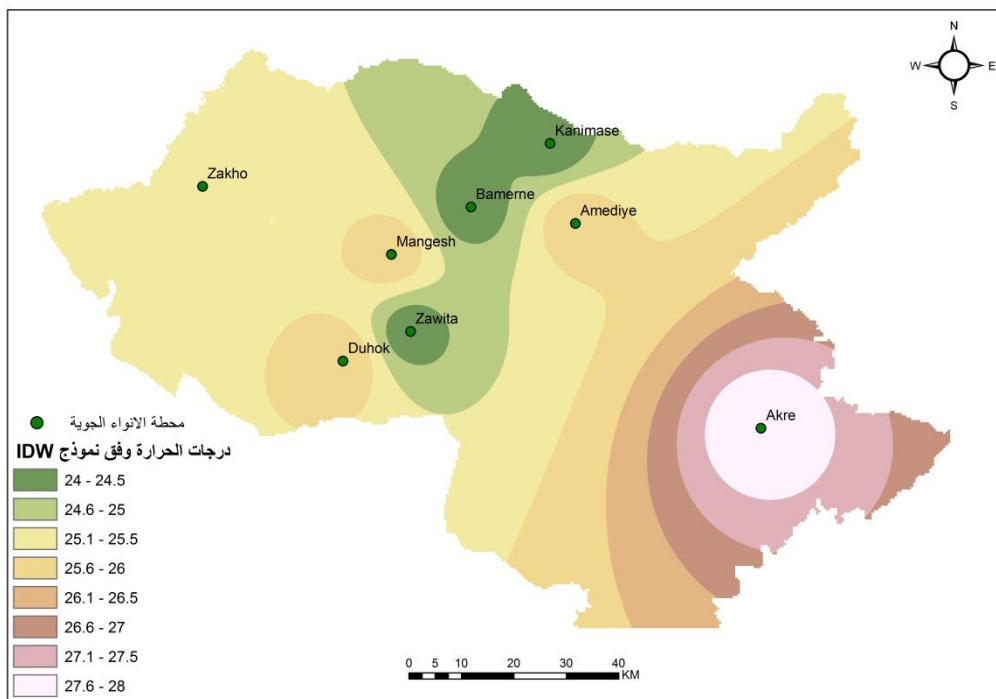 N
W E
S
Kanimase
Zakho
Bamerne
Amediye
Mangesh
Zawita
Duhok
Akre
محطة الانواء الجوية
درجات الحرارة وفق نموذج IDW
24 - 24.5
24.6 - 25
25.1 - 25.5
25.6 - 26
26.1 - 26.5
26.6 - 27
27.1 - 27.5
27.6 - 28
0 5 10 20 30 40
KM